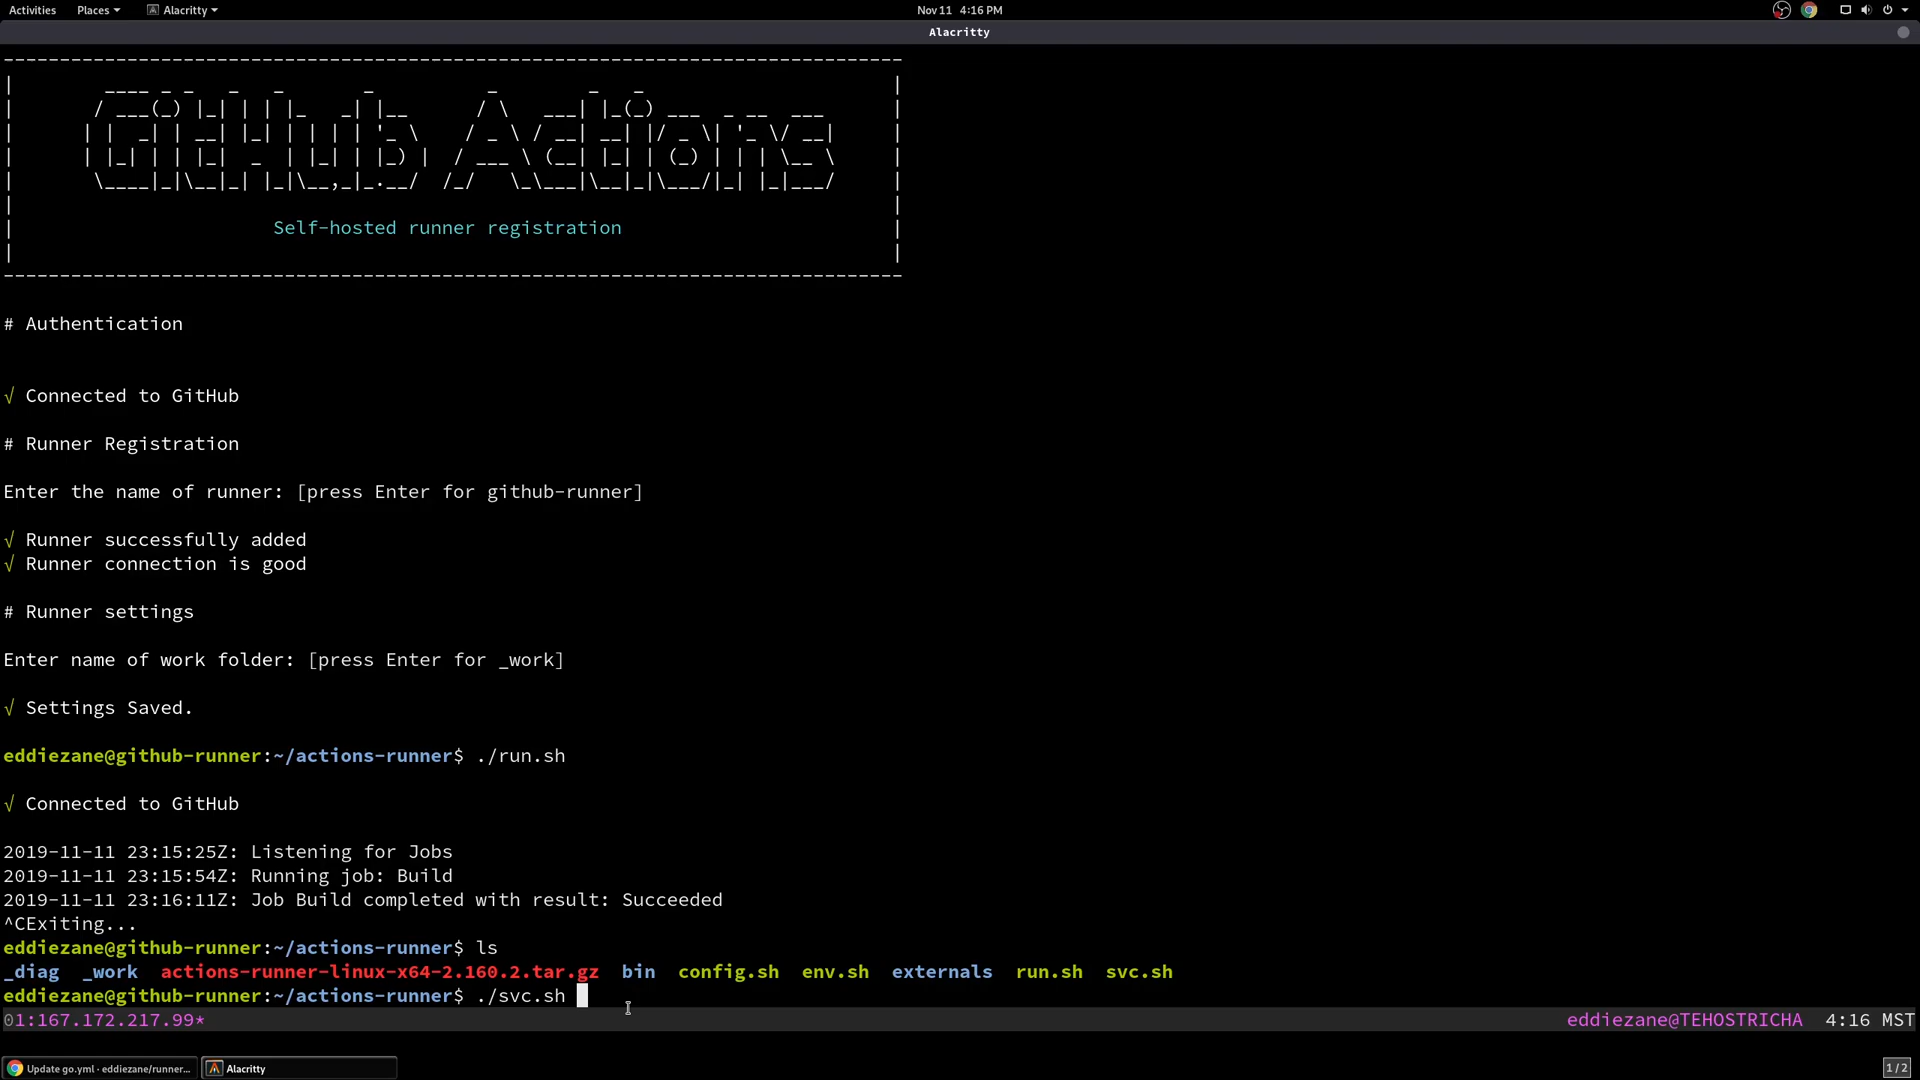 Activities Places Alacritty Nov 11 4:16 PM
Alacritty
GitHub Actions
Self-hosted runner registration
# Authentication
√ Connected to GitHub
# Runner Registration
Enter the name of runner: [press Enter for github-runner]
√ Runner successfully added
√ Runner connection is good
# Runner settings
Enter name of work folder: [press Enter for _work]
√ Settings Saved.
eddiezane@github-runner:~/actions-runner$ ./run.sh
√ Connected to GitHub
2019-11-11 23:15:25Z: Listening for Jobs
2019-11-11 23:15:54Z: Running job: Build
2019-11-11 23:16:11Z: Job Build completed with result: Succeeded
^CExiting...
eddiezane@github-runner:~/actions-runner$ ls
_diag _work actions-runner-linux-x64-2.160.2.tar.gz bin config.sh env.sh externals run.sh svc.sh
eddiezane@github-runner:~/actions-runner$ ./svc.sh
01:167.172.217.99* eddiezane@TEHOSTRICHA 4:16 MST
Update go.yml · eddiezane/runner... Alacritty 1/2